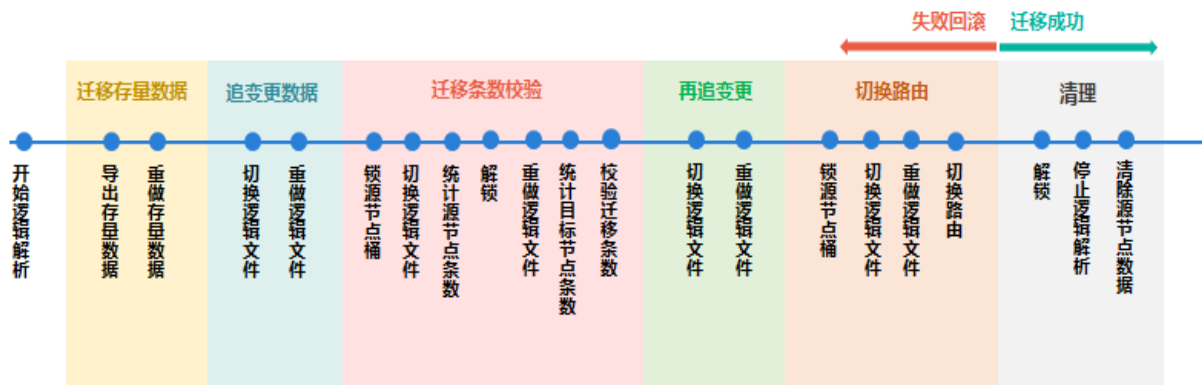 失败回滚
迁移成功
迁移存量数据
追变更数据
迁移条数校验
再追变更
切换路由
清理
开始逻辑解析
导出存量数据
重做存量数据
切换逻辑文件
重做逻辑文件
锁源节点桶
切换逻辑文件
统计源节点条数
解锁
重做逻辑文件
统计目标节点条数
校验迁移条数
切换逻辑文件
重做逻辑文件
锁源节点桶
切换逻辑文件
重做逻辑文件
切换路由
解锁
停止逻辑解析
清除源节点数据